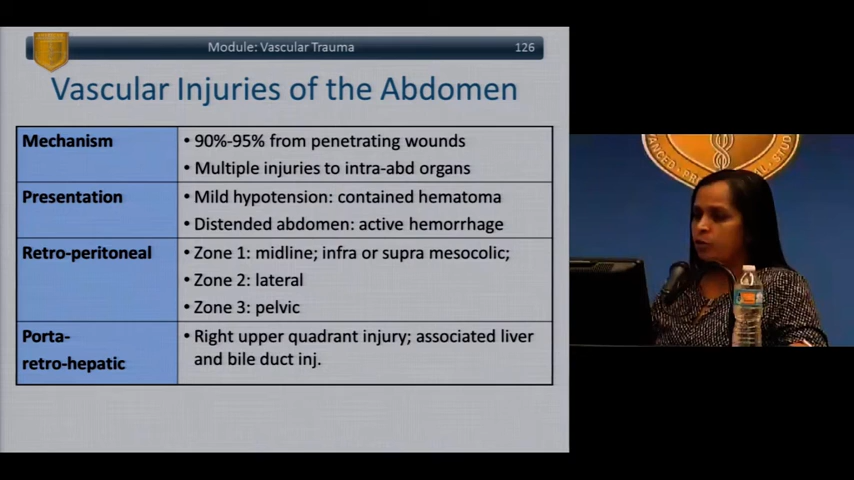 Module: Vascular Trauma 126
Vascular Injuries of the Abdomen
Mechanism
• 90%-95% from penetrating wounds
• Multiple injuries to intra-abd organs
Presentation
• Mild hypotension: contained hematoma
• Distended abdomen: active hemorrhage
Retro-peritoneal
• Zone 1: midline; infra or supra mesocolic;
• Zone 2: lateral
• Zone 3: pelvic
Porta-
retro-hepatic
• Right upper quadrant injury; associated liver
and bile duct inj.